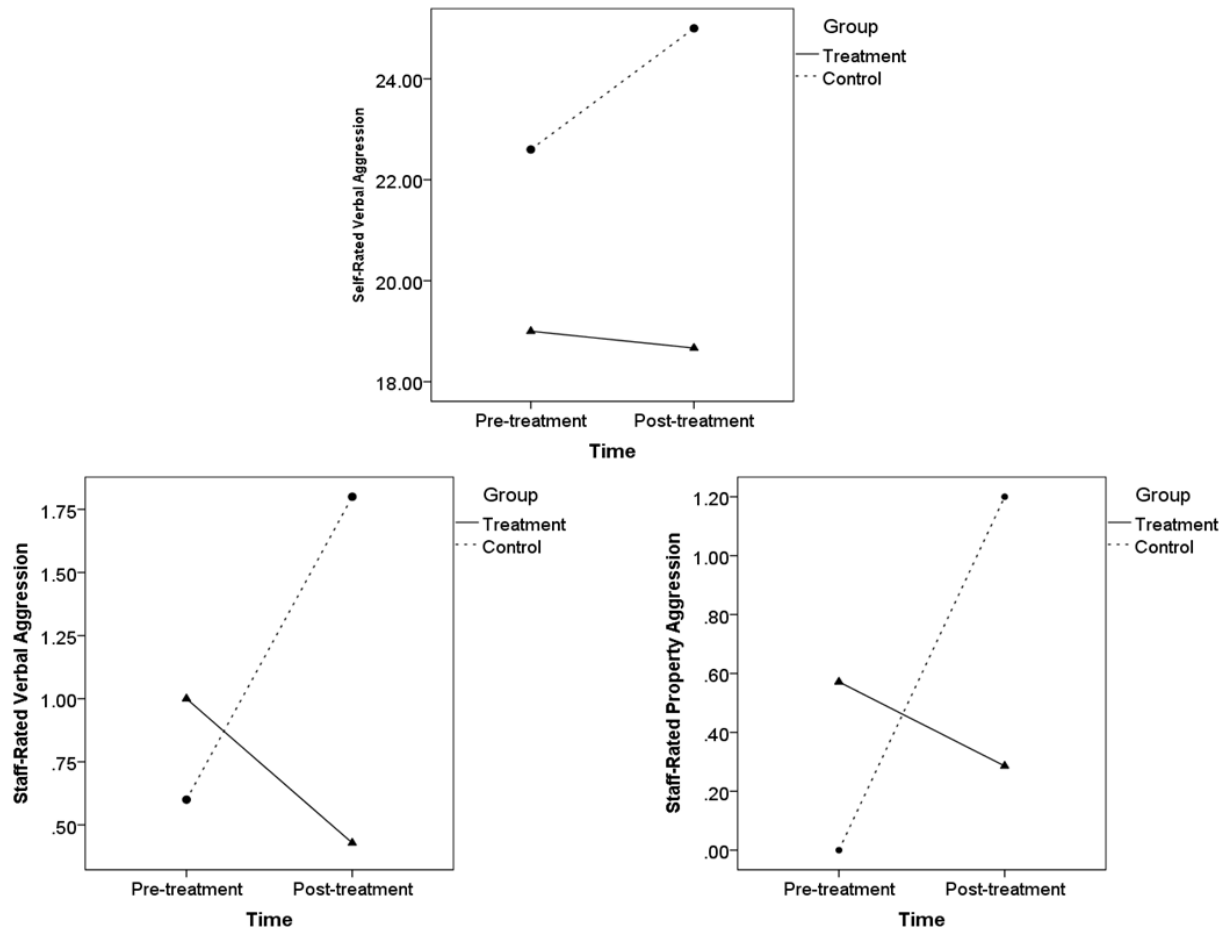 Self-Rated Verbal Aggression
24.00
22.00
20.00
18.00
Pre-treatment Post-treatment
Time
Group
Treatment
Control
Staff-Rated Verbal Aggression
1.75
1.50
1.25
1.00
.75
.50
Pre-treatment Post-treatment
Time
Group
Treatment
Control
Staff-Rated Property Aggression
1.20
1.00
.80
.60
.40
.20
.00
Pre-treatment Post-treatment
Time
Group
Treatment
Control